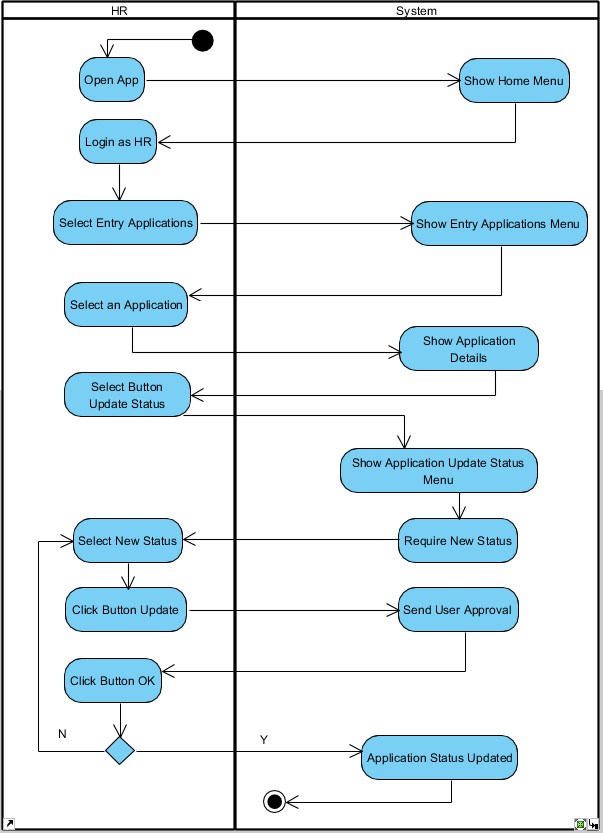 HR
System
Open App
Show Home Menu
Login as HR
Select Entry Applications
Show Entry Applications Menu
Select an Application
Show Application
Details
Select Button
Update Status
Show Application Update Status
Menu
Select New Status
Require New Status
Click Button Update
Send User Approval
Click Button OK
N
Y
Application Status Updated